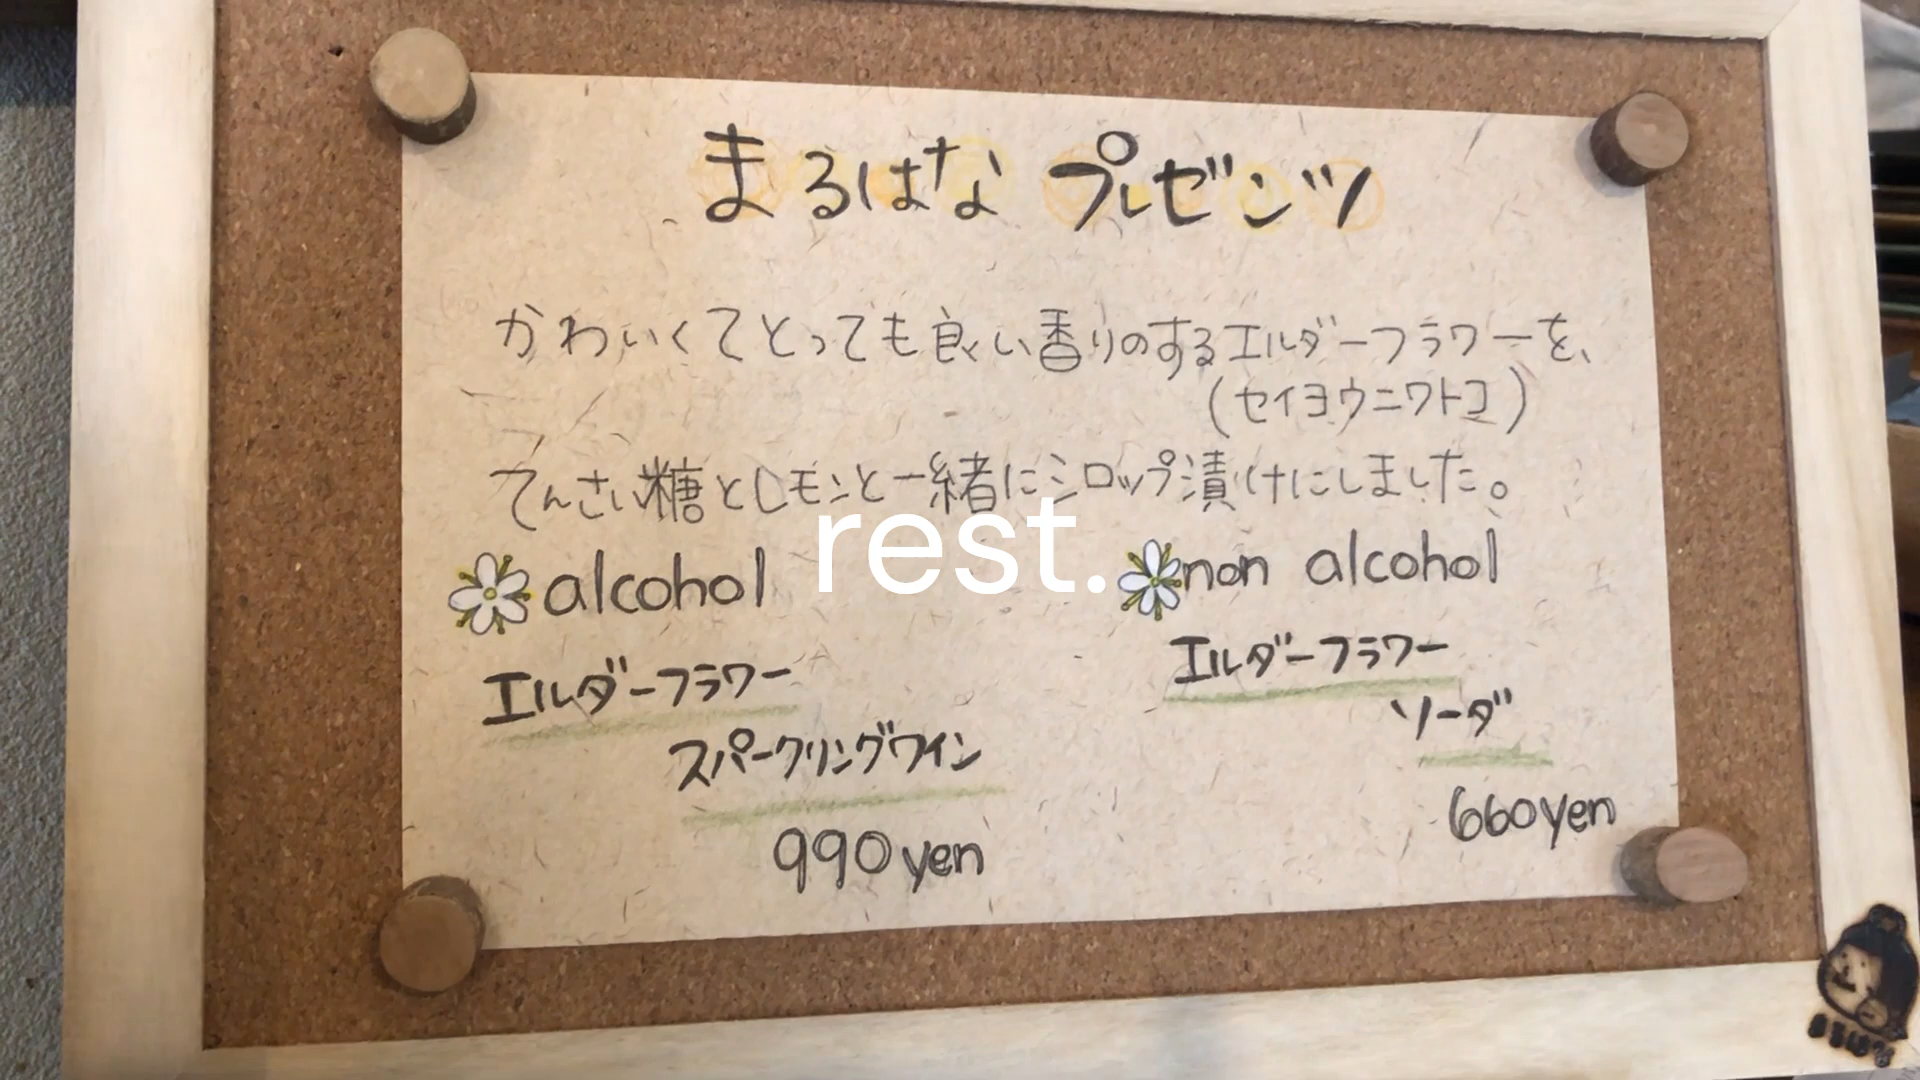 まるはな プレゼンツ
かわいくてとっても良い香りのするエルダーフラワーを、
(セイヨウニワトコ)
てんさい糖とレモンと一緒にシロップ漬けにしました。
rest.
alcohol
エルダーフラワー
スパークリングワイン
990yen
non alcohol
エルダーフラワー
ソーダ
660yen
まるはな